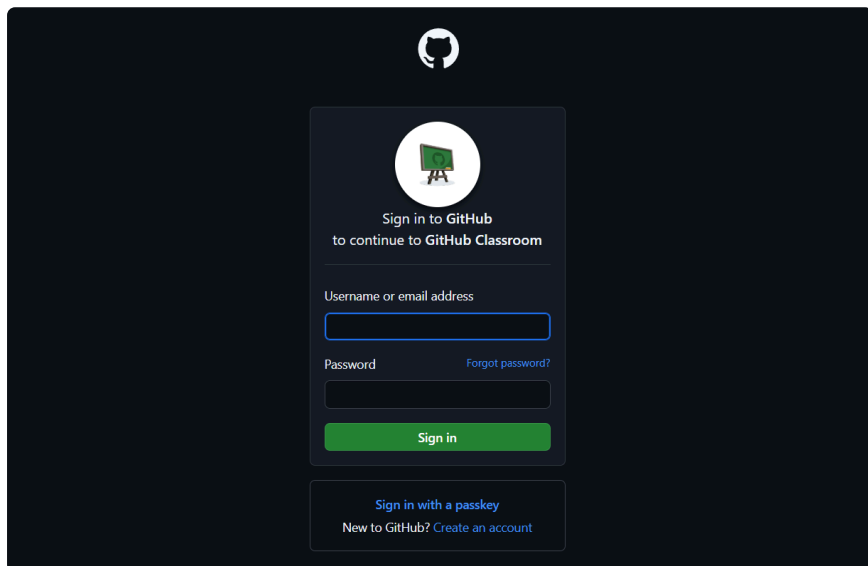 Sign in to GitHub
to continue to GitHub Classroom
Username or email address
Password
Forgot password?
Sign in
Sign in with a passkey
New to GitHub? Create an account